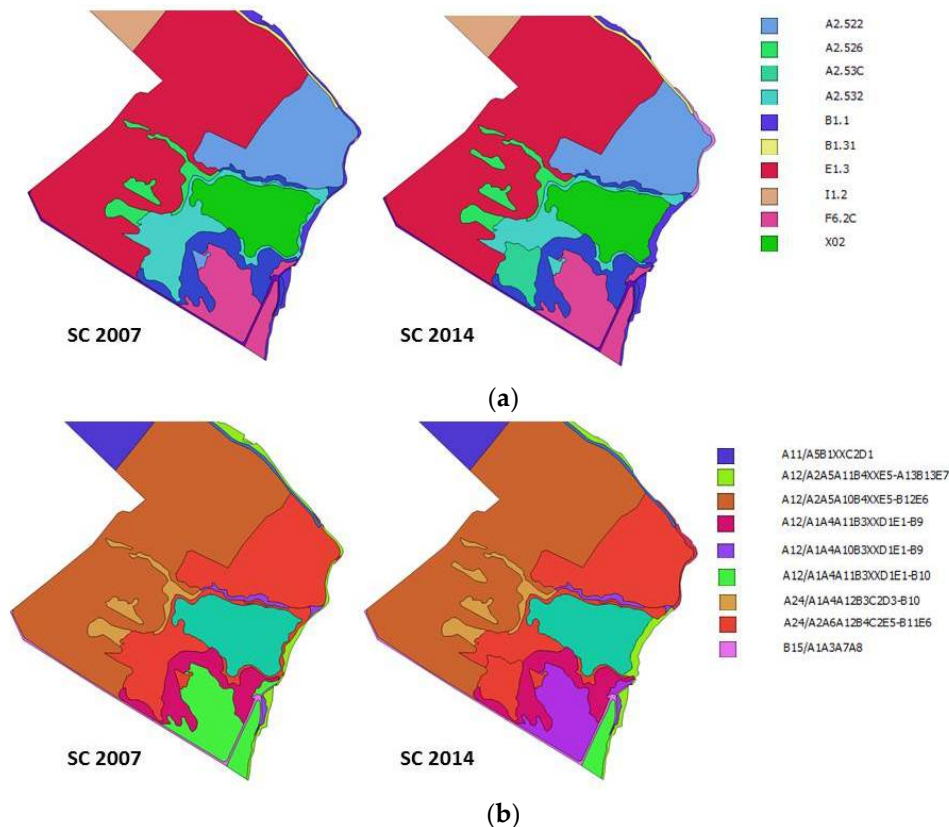 A2.522
A2.526
A2.53C
A2.532
B1.1
B1.31
E1.3
I1.2
F6.2C
X02
SC 2007
SC 2014
(a)
A11/A5B1XXC2D1
A12/A2A5A11B4XXE5-A13B13E7
A12/A2A5A10B4XXE5-B12E6
A12/A1A4A11B3XXD1E1-B9
A12/A1A4A10B3XXD1E1-B9
A12/A1A4A11B3XXD1E1-B10
A24/A1A4A12B3C2D3-B10
A24/A2A6A12B4C2E5-B11E6
B15/A1A3A7A8
SC 2007
SC 2014
(b)